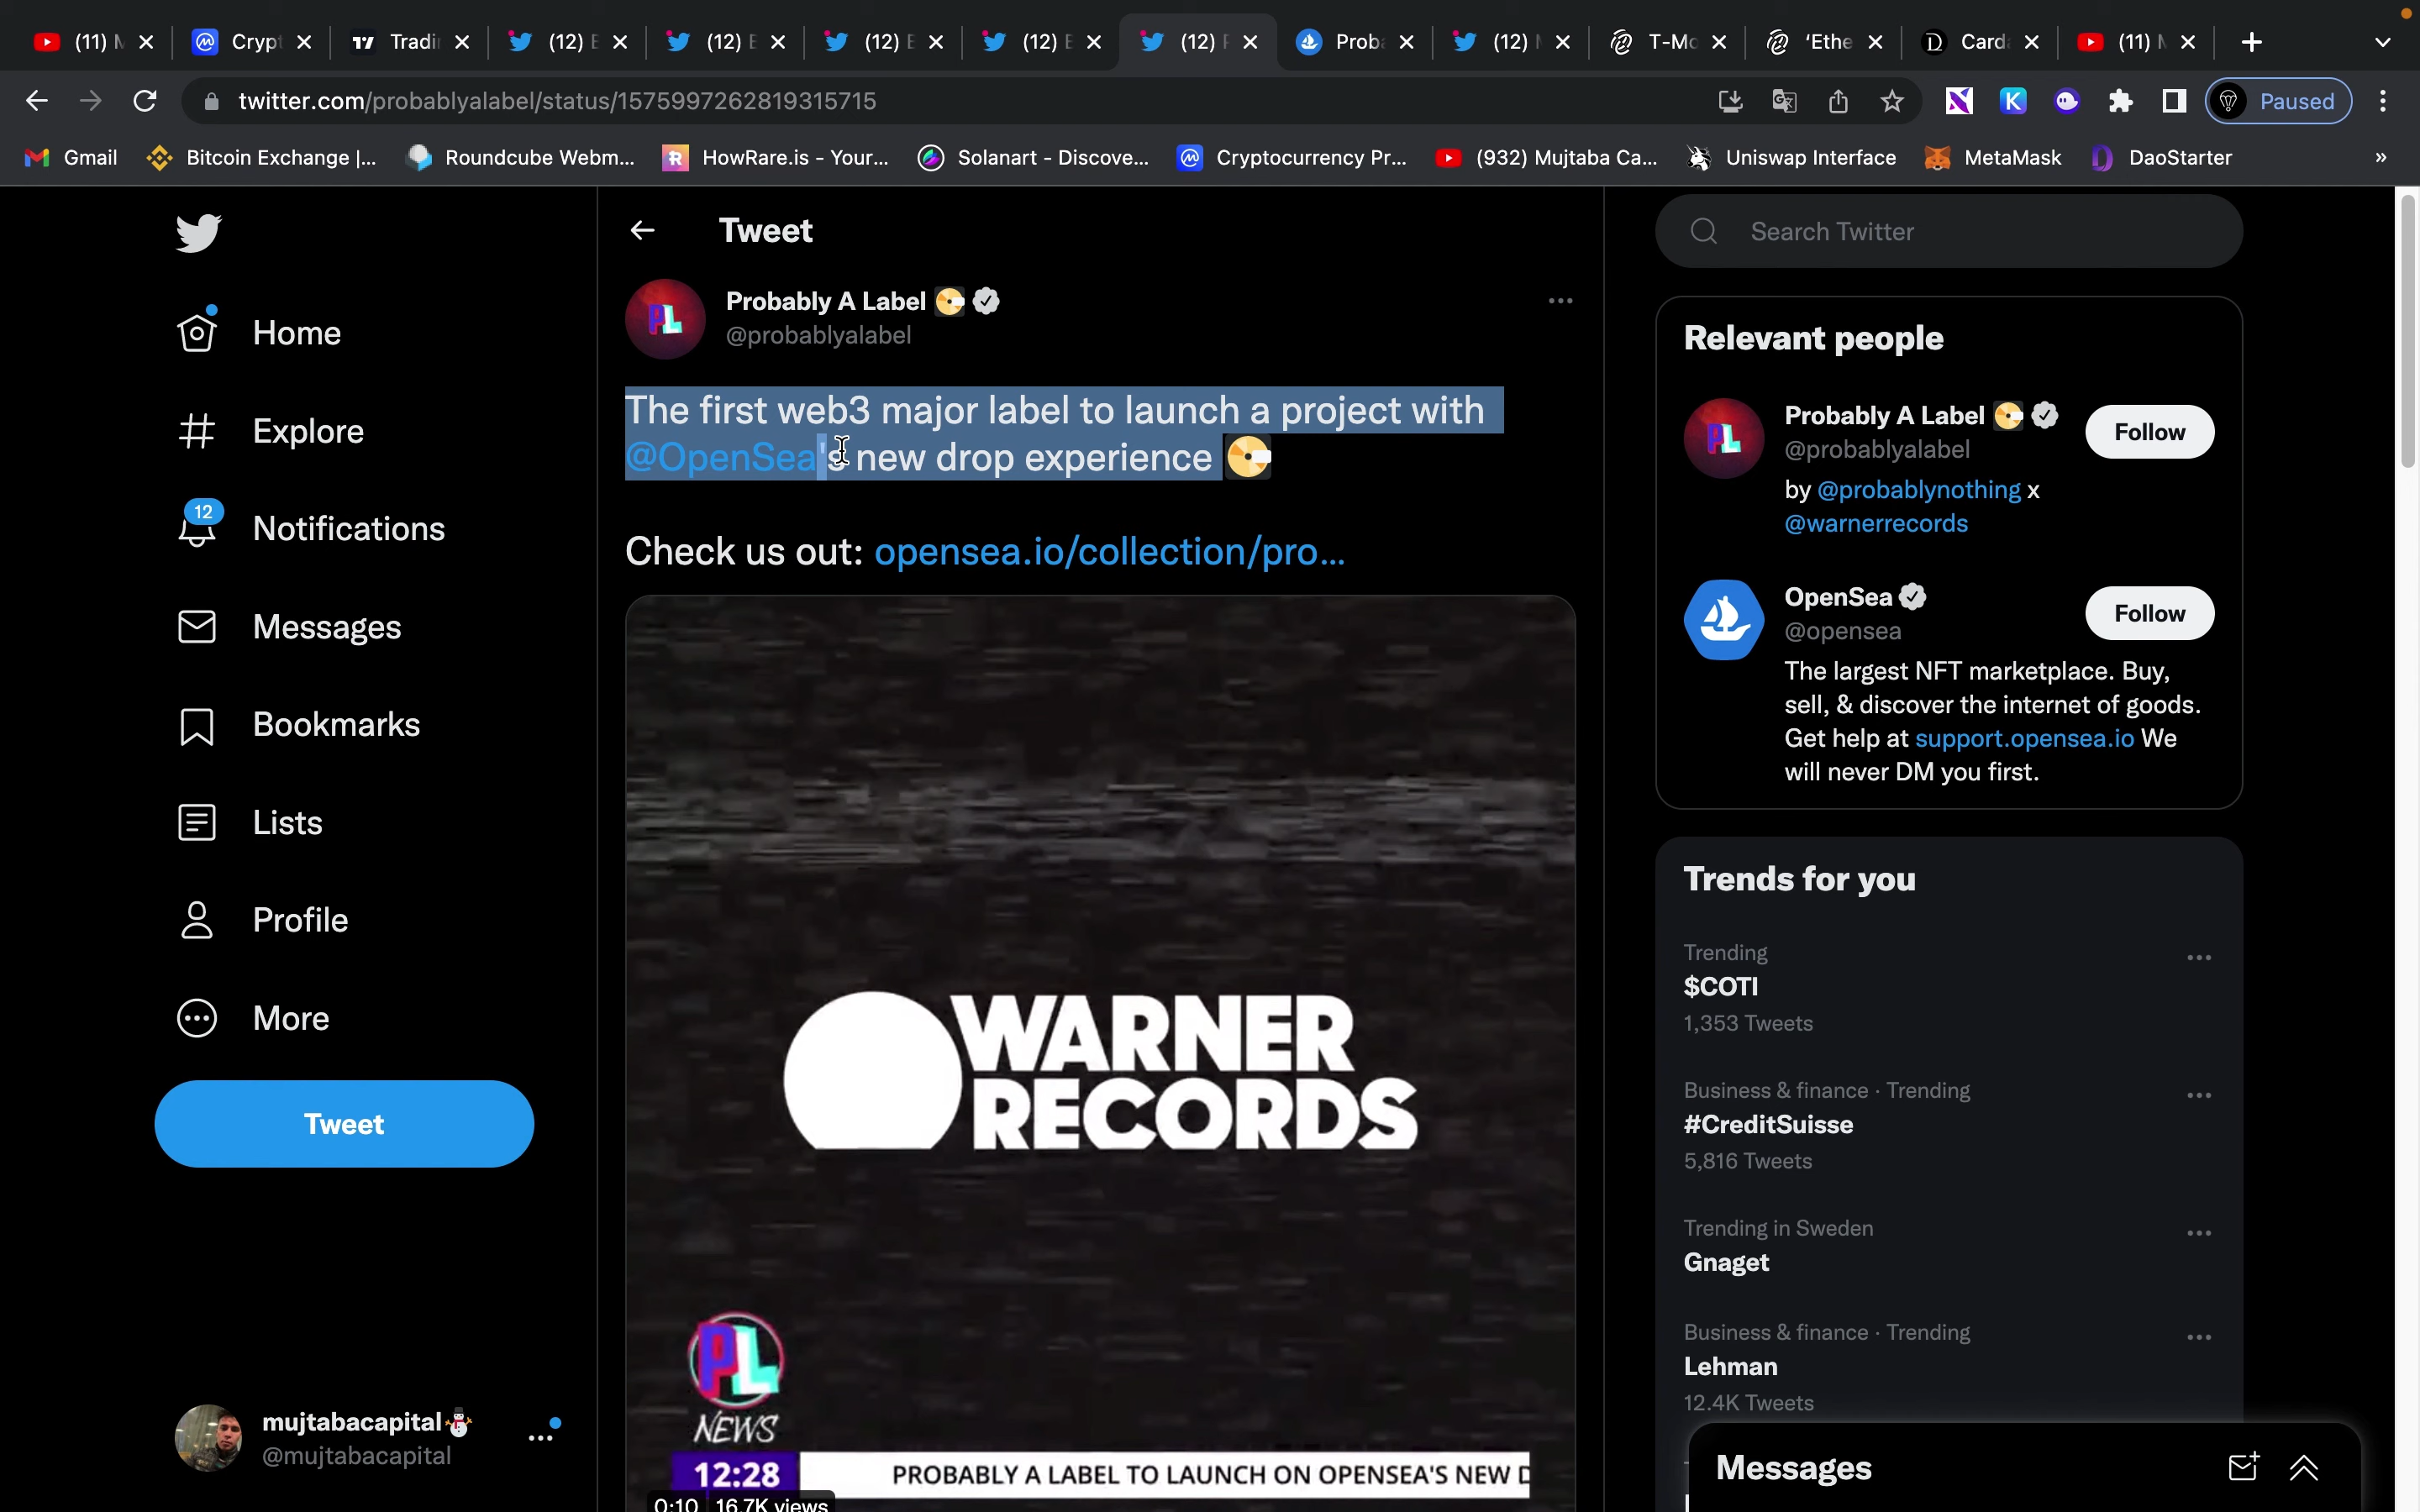 (11) M
Crypt
Tradin
(12) E
(12) E
(12) E
(12) E
(12) P
Proba
(12) N
T-Mo
'Ethe
Carda
(11) M
twitter.com/probablyalabel/status/1575997262819315715
Paused
Gmail
Bitcoin Exchange |...
Roundcube Webm...
HowRare.is - Your...
Solanart - Discove...
Cryptocurrency Pr...
(932) Mujtaba Ca...
Uniswap Interface
MetaMask
DaoStarter
»
Home
Explore
12
Notifications
Messages
Bookmarks
Lists
Profile
More
Tweet
mujtabacapital⛄
@mujtabacapital
Tweet
PL
Probably A Label
@probablyalabel
The first web3 major label to launch a project with
@OpenSea's new drop experience
Check us out: opensea.io/collection/pro...
WARNER
RECORDS
PL
NEWS
12:28
PROBABLY A LABEL TO LAUNCH ON OPENSEA'S NEW D
0:10 16.7K views
Search Twitter
Relevant people
PL
Probably A Label
@probablyalabel
Follow
by @probablynothing x
@warnerrecords
OpenSea
@opensea
Follow
The largest NFT marketplace. Buy,
sell, & discover the internet of goods.
Get help at support.opensea.io We
will never DM you first.
Trends for you
Trending
$COTI
1,353 Tweets
Business & finance · Trending
#CreditSuisse
5,816 Tweets
Trending in Sweden
Gnaget
Business & finance · Trending
Lehman
12.4K Tweets
Messages